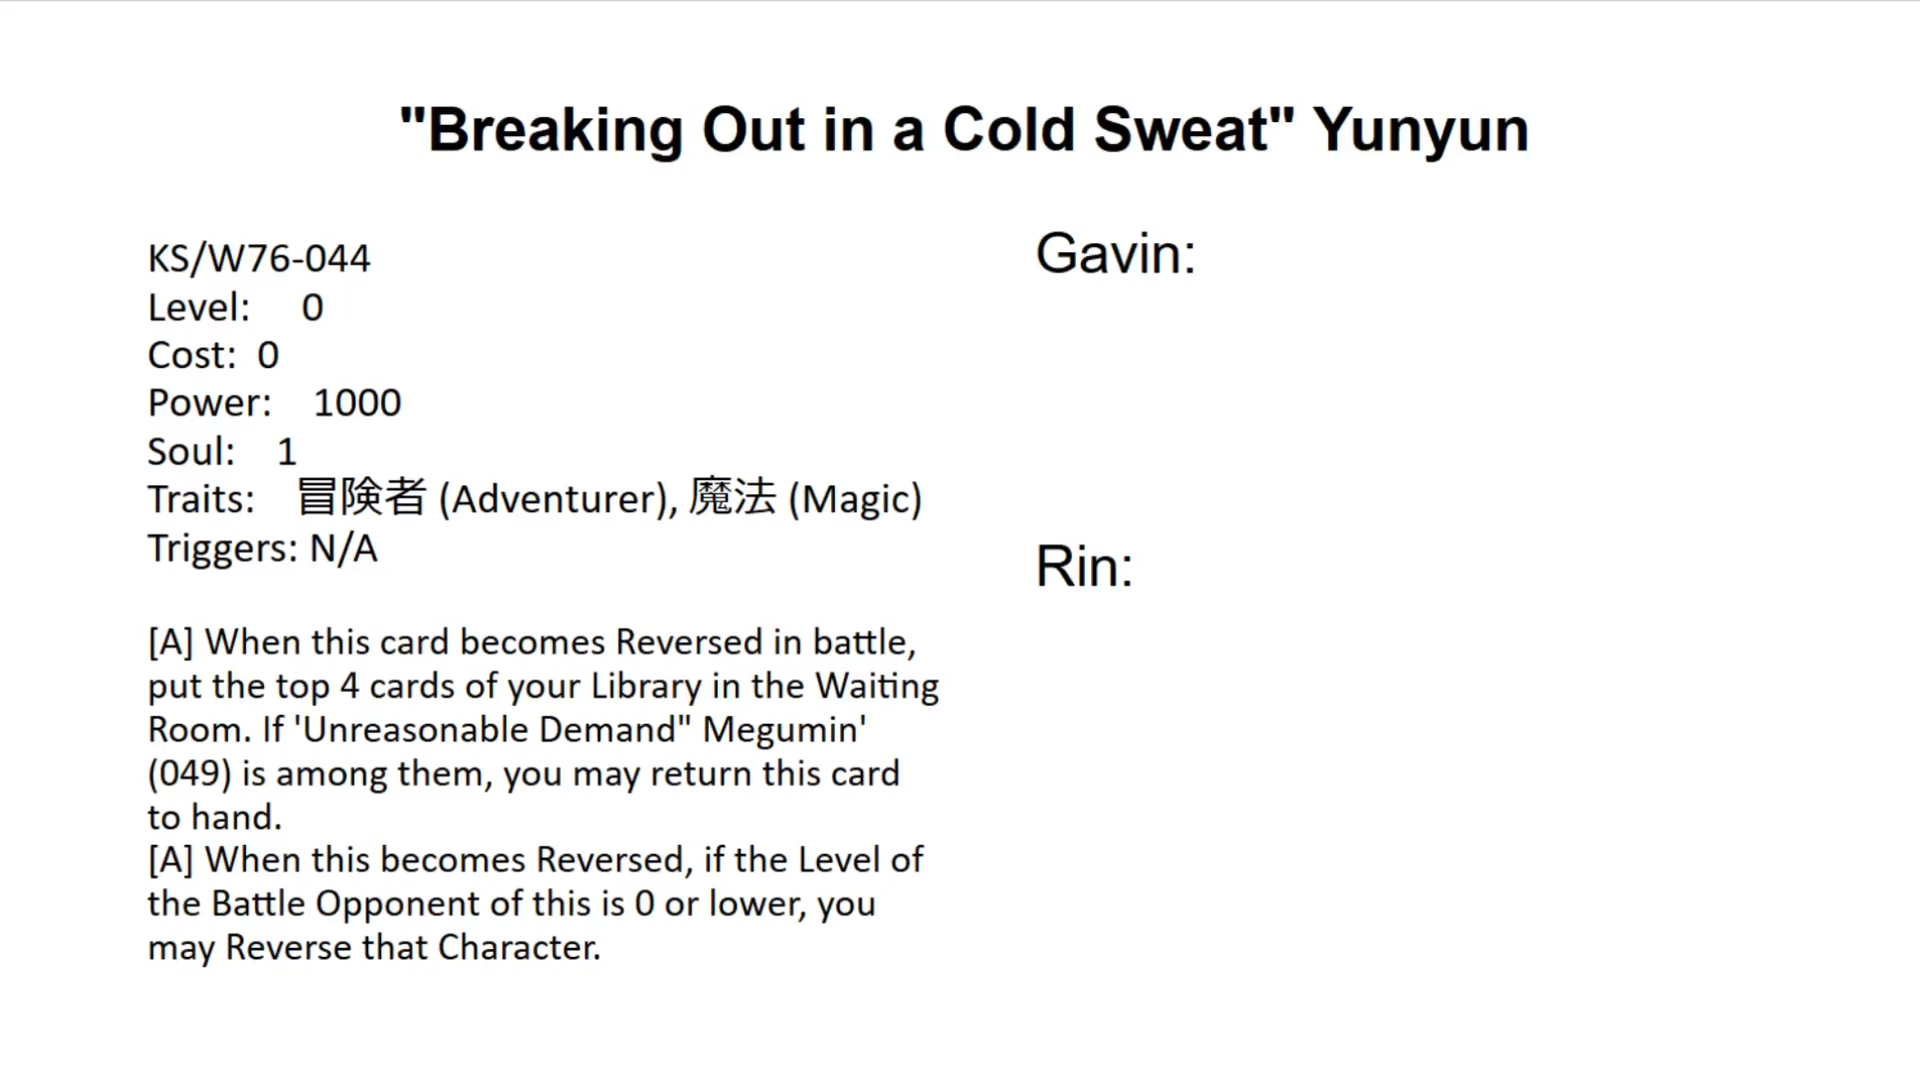 "Breaking Out in a Cold Sweat" Yunyun
KS/W76-044
Level: 0
Cost: 0
Power: 1000
Soul: 1
Traits: 冒険者 (Adventurer), 魔法 (Magic)
Triggers: N/A
[A] When this card becomes Reversed in battle,
put the top 4 cards of your Library in the Waiting
Room. If 'Unreasonable Demand" Megumin'
(049) is among them, you may return this card
to hand.
[A] When this becomes Reversed, if the Level of
the Battle Opponent of this is 0 or lower, you
may Reverse that Character.
Gavin:
Rin: